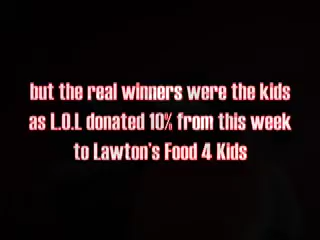 but the real winners were the kids
as L.O.L donated 10% from this week
to Lawton's Food 4 Kids